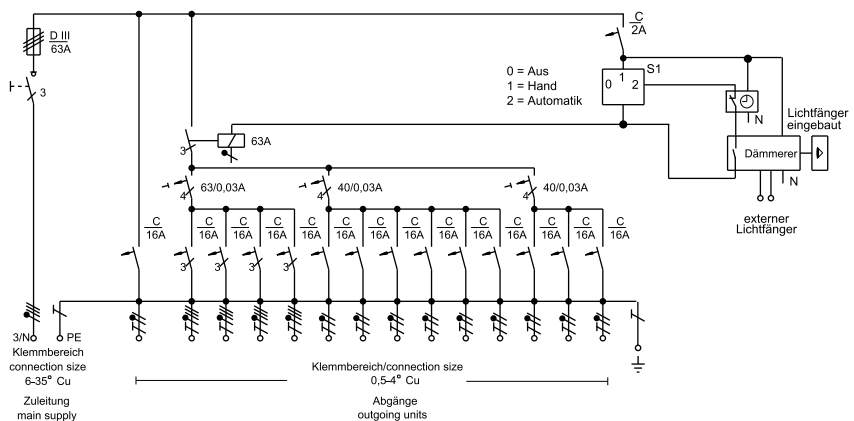 D III
63A
C
2A
0 = Aus
1 = Hand
2 = Automatik
S1
0 1 2
3
N
Lichtfänger
eingebaut
3
63A
Dämmerer
N
externer
Lichtfänger
4
63/0,03A
4
40/0,03A
4
40/0,03A
C C C C C C C C C C C C C C
16A 16A 16A 16A 16A 16A 16A 16A 16A 16A 16A 16A 16A 16A
3 3 3 3
3/N
PE
Klemmbereich
connection size
6-35° Cu
Zuleitung
main supply
Klemmbereich/connection size
0,5-4° Cu
Abgänge
outgoing units